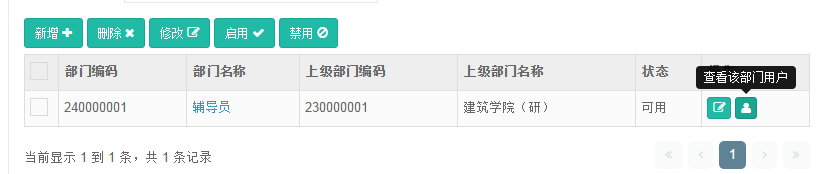 新增 删除 修改 启用 禁用
部门编码 部门名称 上级部门编码 上级部门名称 状态
查看该部门用户
240000001 辅导员 230000001 建筑学院（研） 可用
当前显示 1 到 1 条，共 1 条记录 « ‹ 1 › »